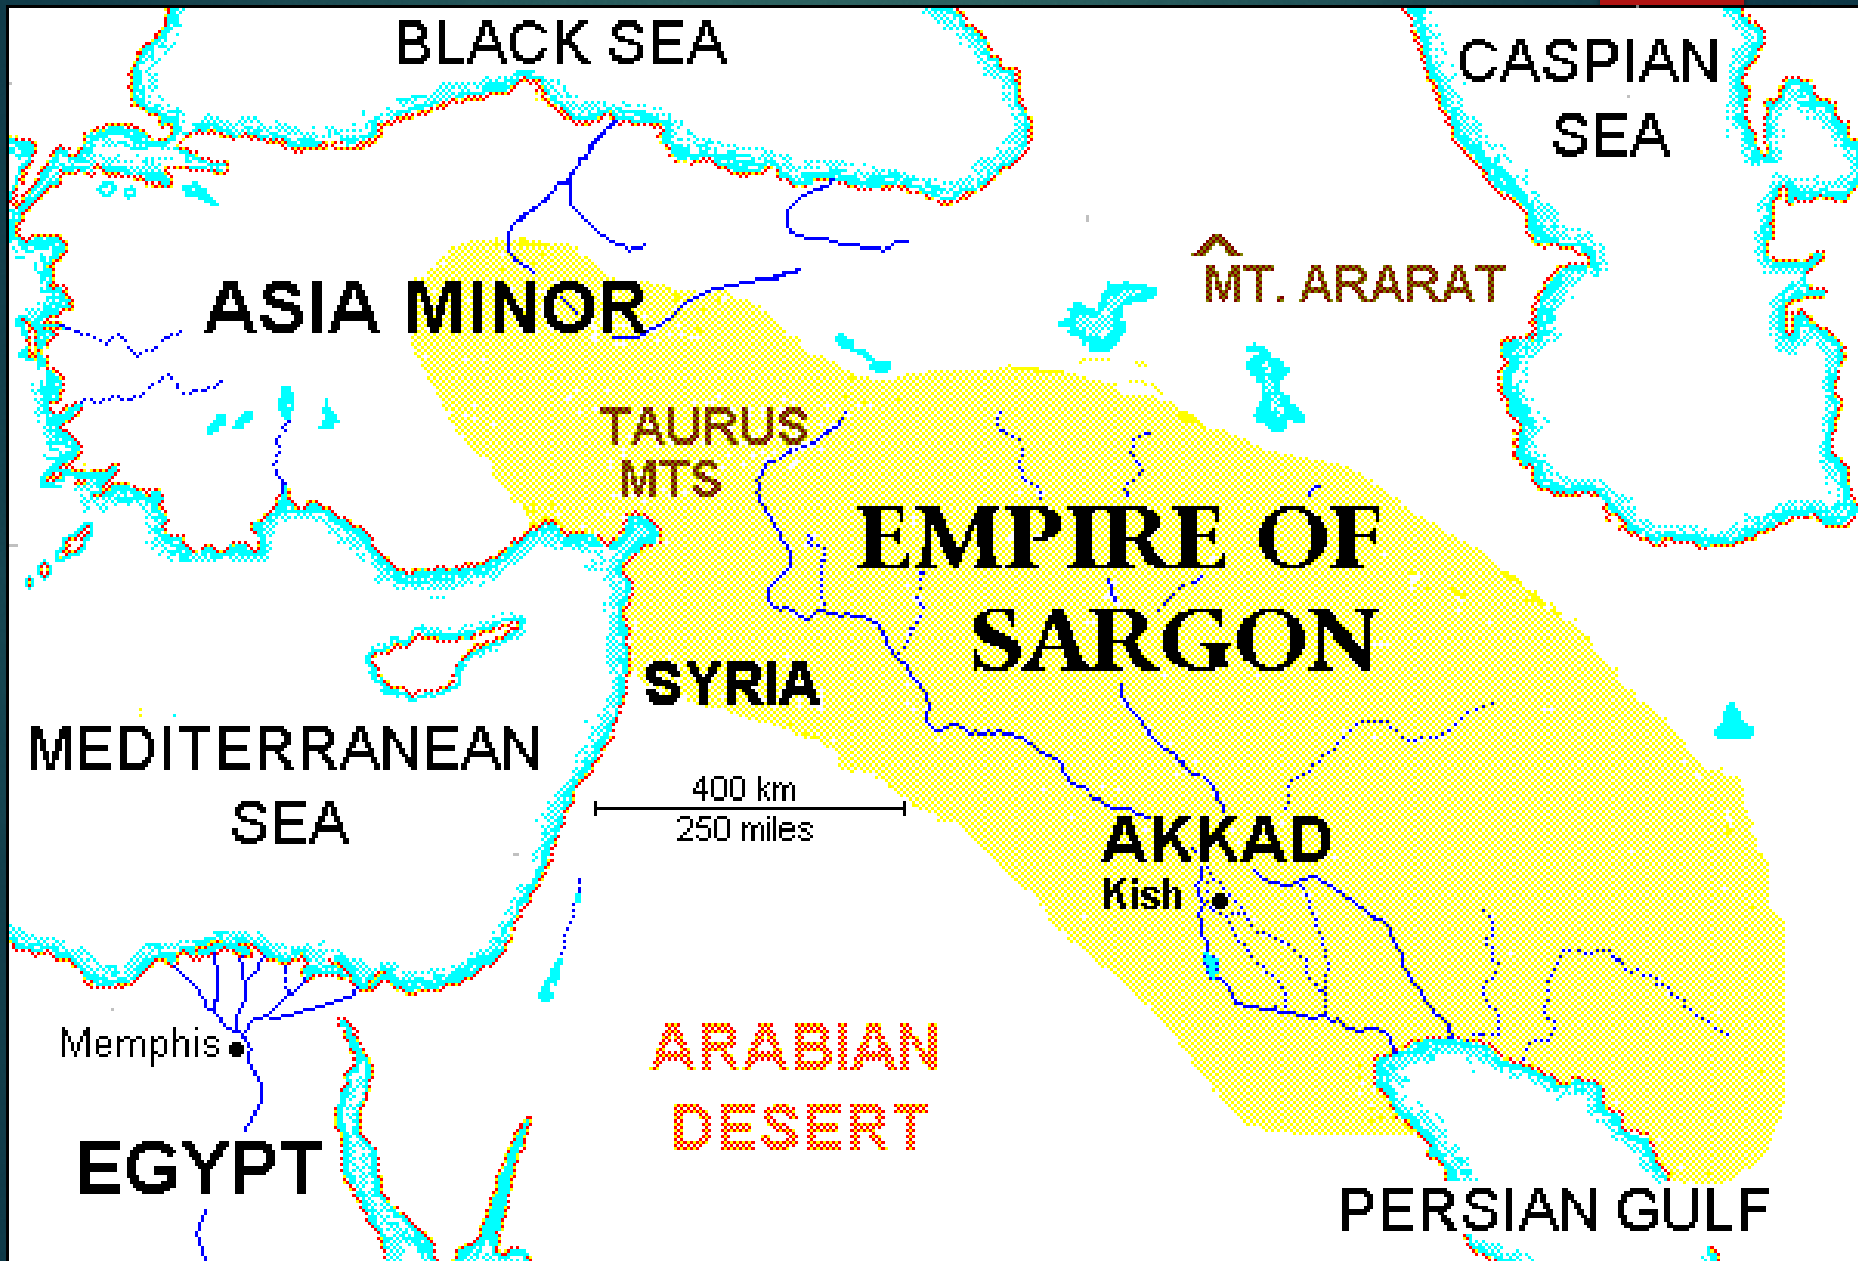 BLACK SEA
CASPIAN
SEA
MT. ARARAT
ASIA MINOR
TAURUS
MTS
EMPIRE OF
SARGON
SYRIA
MEDITERRANEAN
SEA
400 km
250 miles
AKKAD
Kish
Memphis
ARABIAN
DESERT
EGYPT
PERSIAN GULF